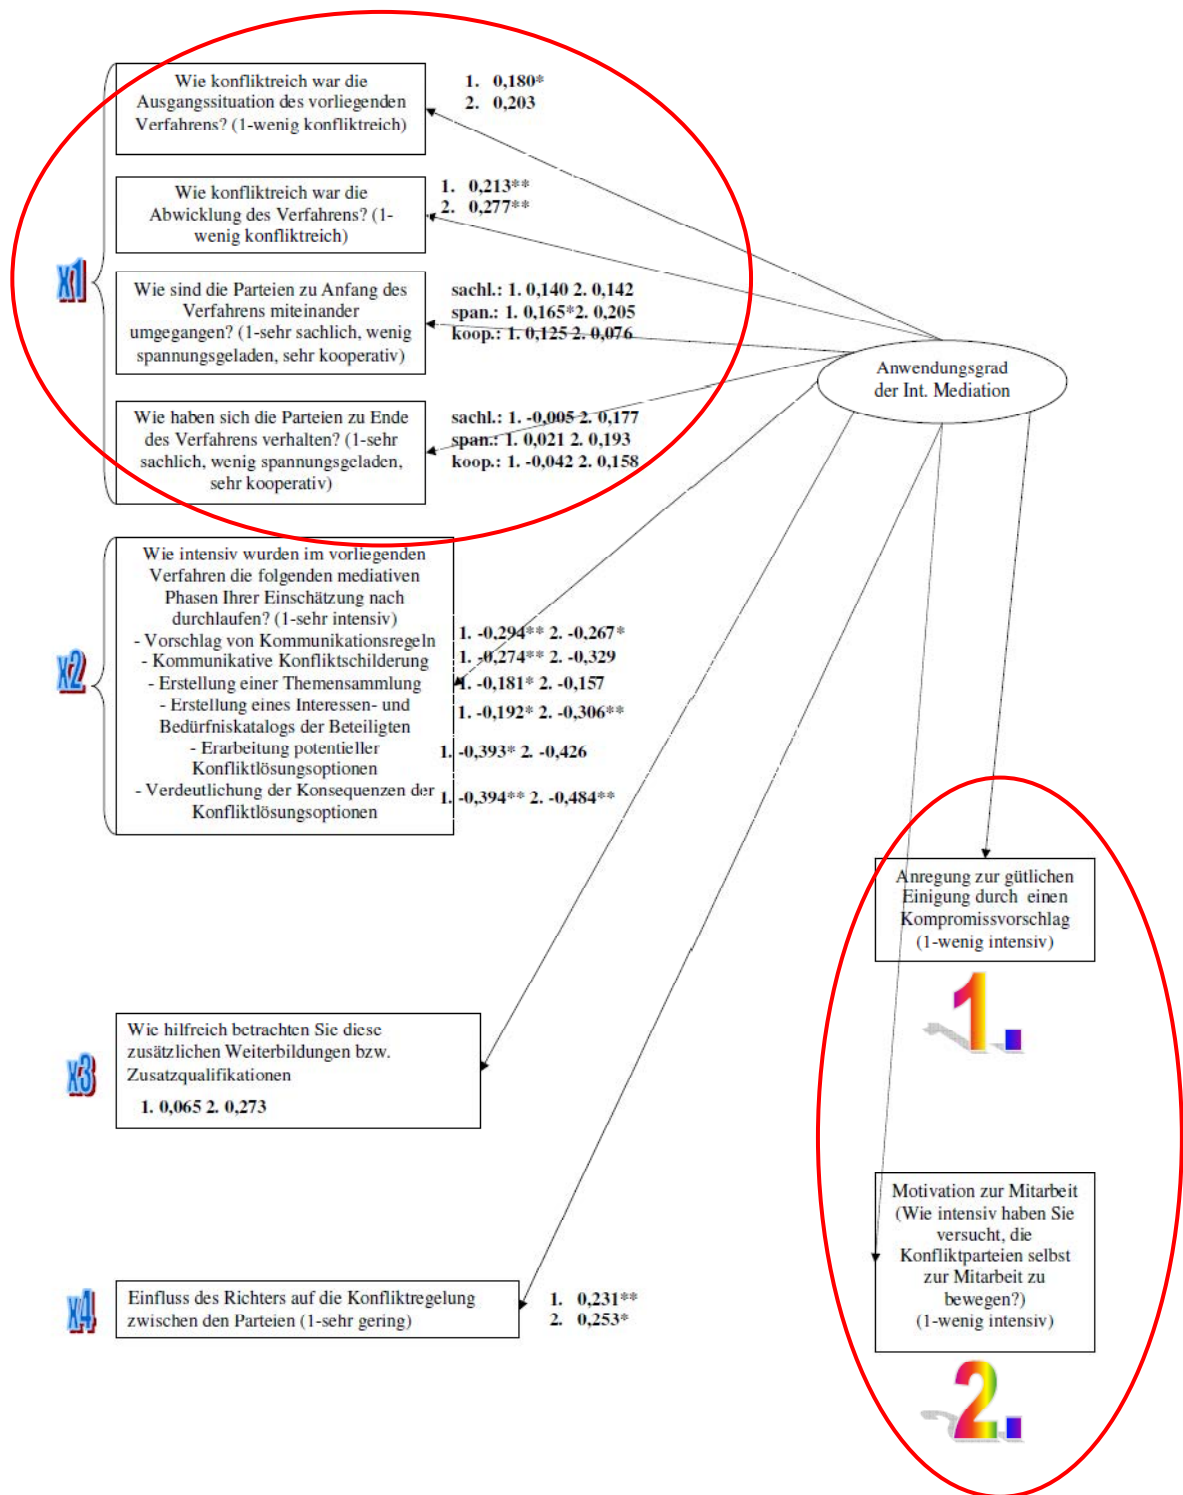 Wie konfliktreich war die
Ausgangssituation des vorliegenden
Verfahrens? (1-wenig konfliktreich)
1. 0,180*
2. 0,203
Wie konfliktreich war die
Abwicklung des Verfahrens? (1-
wenig konfliktreich)
1. 0,213**
2. 0,277**
x1
Wie sind die Parteien zu Anfang des
Verfahrens miteinander
umgegangen? (1-sehr sachlich, wenig
spannungsgeladen, sehr kooperativ)
sachl.: 1. 0,140 2. 0,142
span.: 1. 0,165*2. 0,205
koop.: 1. 0,125 2. 0,076
Anwendungsgrad
der Int. Mediation
Wie haben sich die Parteien zu Ende
des Verfahrens verhalten? (1-sehr
sachlich, wenig spannungsgeladen,
sehr kooperativ)
sachl.: 1. -0,005 2. 0,177
span.: 1. 0,021 2. 0,193
koop.: 1. -0,042 2. 0,158
x2
Wie intensiv wurden im vorliegenden
Verfahren die folgenden mediativen
Phasen Ihrer Einschätzung nach
durchlaufen? (1-sehr intensiv)
- Vorschlag von Kommunikationsregeln
- Kommunikative Konfliktschilderung
- Erstellung einer Themensammlung
- Erstellung eines Interessen- und
Bedürfniskatalogs der Beteiligten
- Erarbeitung potentieller
Konfliktlösungsoptionen
- Verdeutlichung der Konsequenzen der
Konfliktlösungsoptionen
1. -0,294** 2. -0,267*
1. -0,274** 2. -0,329
1. -0,181* 2. -0,157
1. -0,192* 2. -0,306**
1. -0,393* 2. -0,426
1. -0,394** 2. -0,484**
Anregung zur gütlichen
Einigung durch einen
Kompromissvorschlag
(1-wenig intensiv)
1.
x3
Wie hilfreich betrachten Sie diese
zusätzlichen Weiterbildungen bzw.
Zusatzqualifikationen
1. 0,065 2. 0,273
Motivation zur Mitarbeit
(Wie intensiv haben Sie
versucht, die
Konfliktparteien selbst
zur Mitarbeit zu
bewegen?)
(1-wenig intensiv)
2.
x4
Einfluss des Richters auf die Konfliktregelung
zwischen den Parteien (1-sehr gering)
1. 0,231**
2. 0,253*